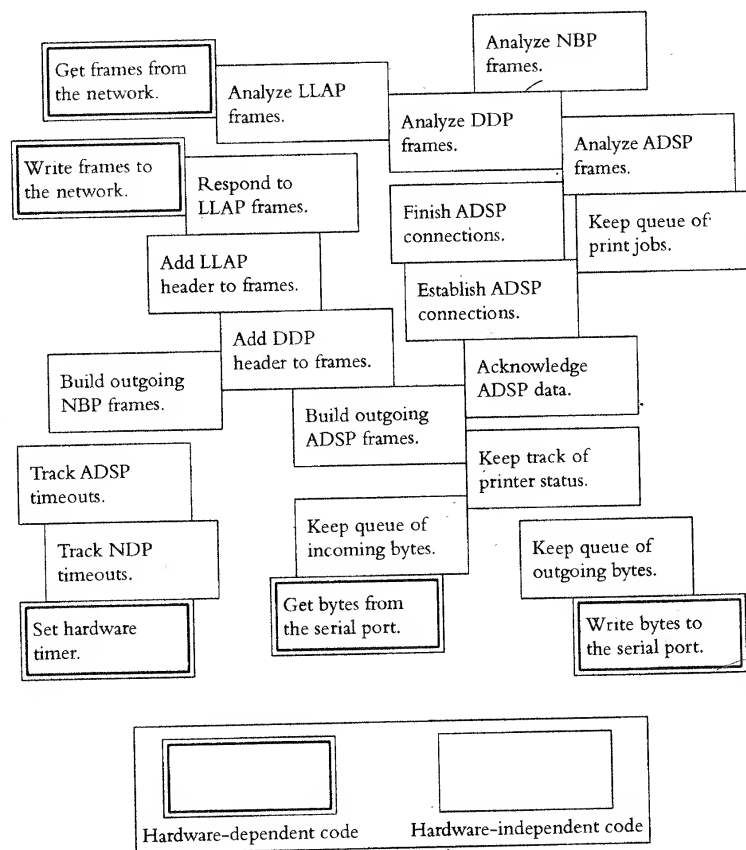 Get frames from
the network.
Analyze NBP
frames.
Analyze LLAP
frames.
Analyze DDP
frames.
Analyze ADSP
frames.
Write frames to
the network.
Respond to
LLAP frames.
Finish ADSP
connections.
Keep queue of
print jobs.
Add LLAP
header to frames.
Establish ADSP
connections.
Add DDP
header to frames.
Acknowledge
ADSP data.
Build outgoing
NBP frames.
Build outgoing
ADSP frames.
Keep track of
printer status.
Track ADSP
timeouts.
Keep queue of
incoming bytes.
Keep queue of
outgoing bytes.
Track NDP
timeouts.
Get bytes from
the serial port.
Set hardware
timer.
Write bytes to
the serial port.
Hardware-dependent code
Hardware-independent code